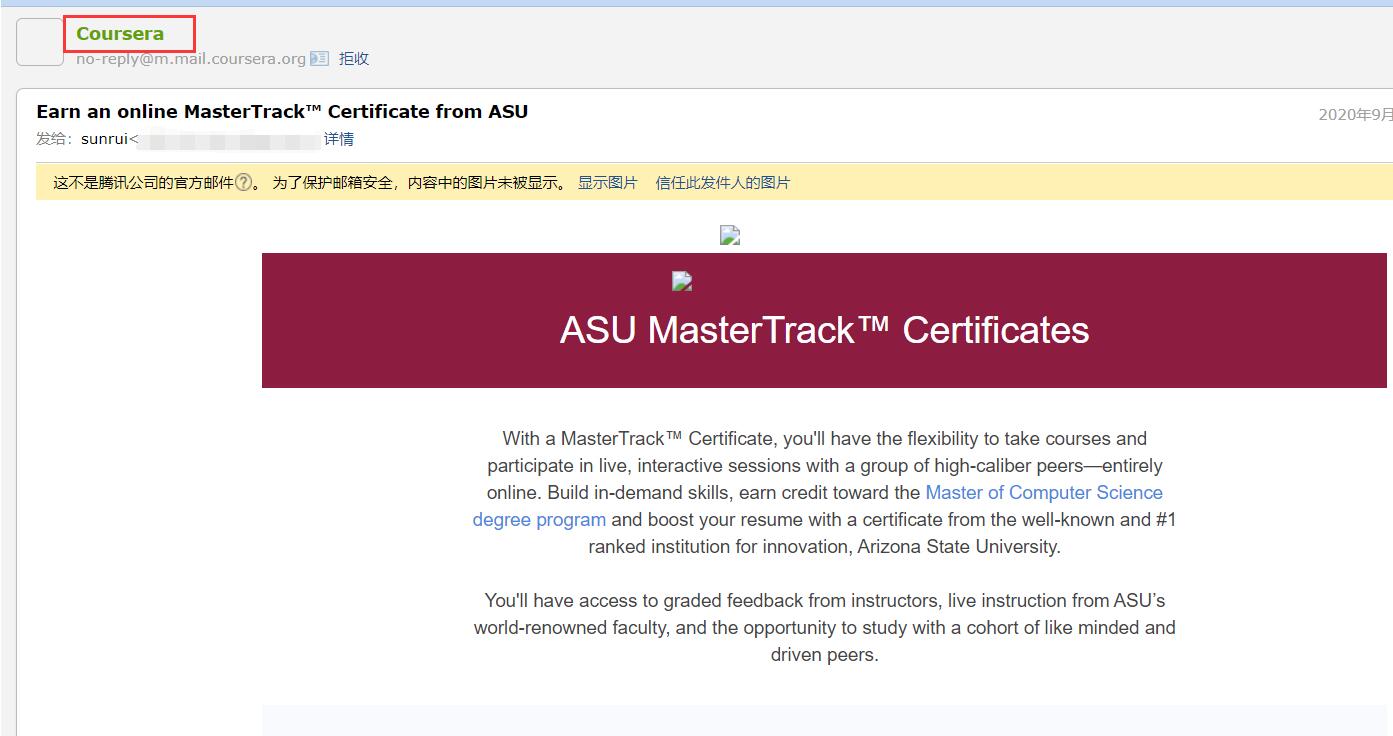 Coursera
no-reply@m.mail.coursera.org 拒收
Earn an online MasterTrack™ Certificate from ASU
2020年9月
发给：sunrui< 详情
这不是腾讯公司的官方邮件?。 为了保护邮箱安全，内容中的图片未被显示。 显示图片 信任此发件人的图片
ASU MasterTrack™ Certificates
With a MasterTrack™ Certificate, you'll have the flexibility to take courses and
participate in live, interactive sessions with a group of high-caliber peers—entirely
online. Build in-demand skills, earn credit toward the Master of Computer Science
degree program and boost your resume with a certificate from the well-known and #1
ranked institution for innovation, Arizona State University.
You'll have access to graded feedback from instructors, live instruction from ASU’s
world-renowned faculty, and the opportunity to study with a cohort of like minded and
driven peers.